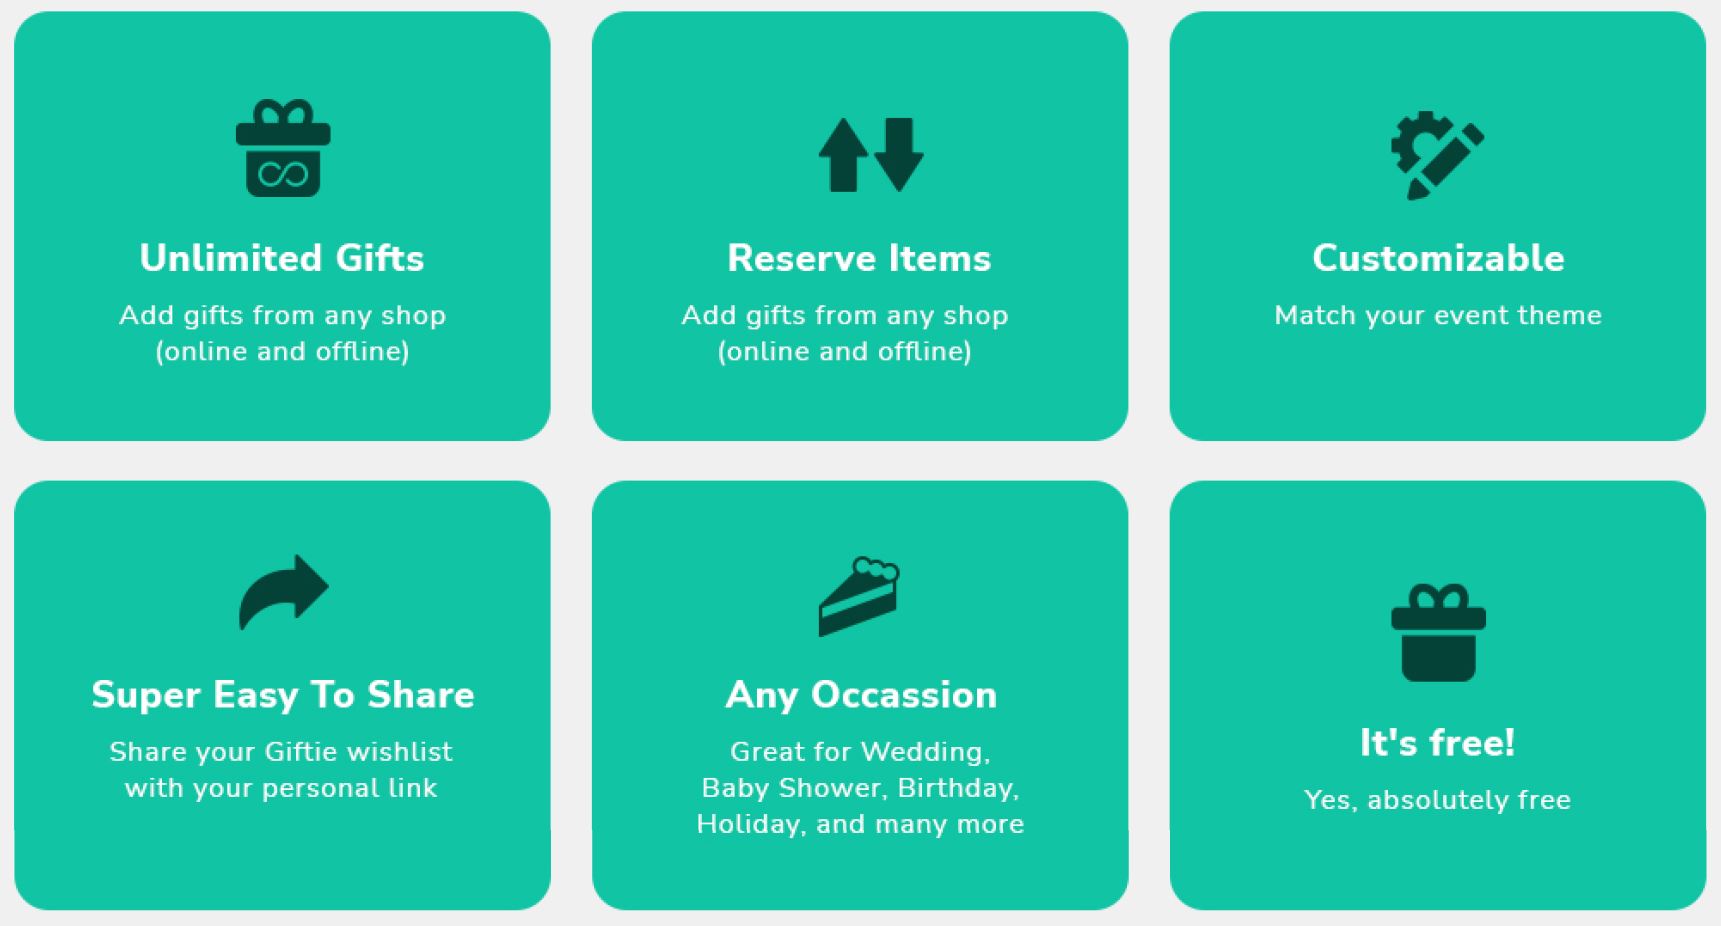 Unlimited Gifts
Add gifts from any shop
(online and offline)
Reserve Items
Add gifts from any shop
(online and offline)
Customizable
Match your event theme
Super Easy To Share
Share your Giftie wishlist
with your personal link
Any Occassion
Great for Wedding,
Baby Shower, Birthday,
Holiday, and many more
It's free!
Yes, absolutely free